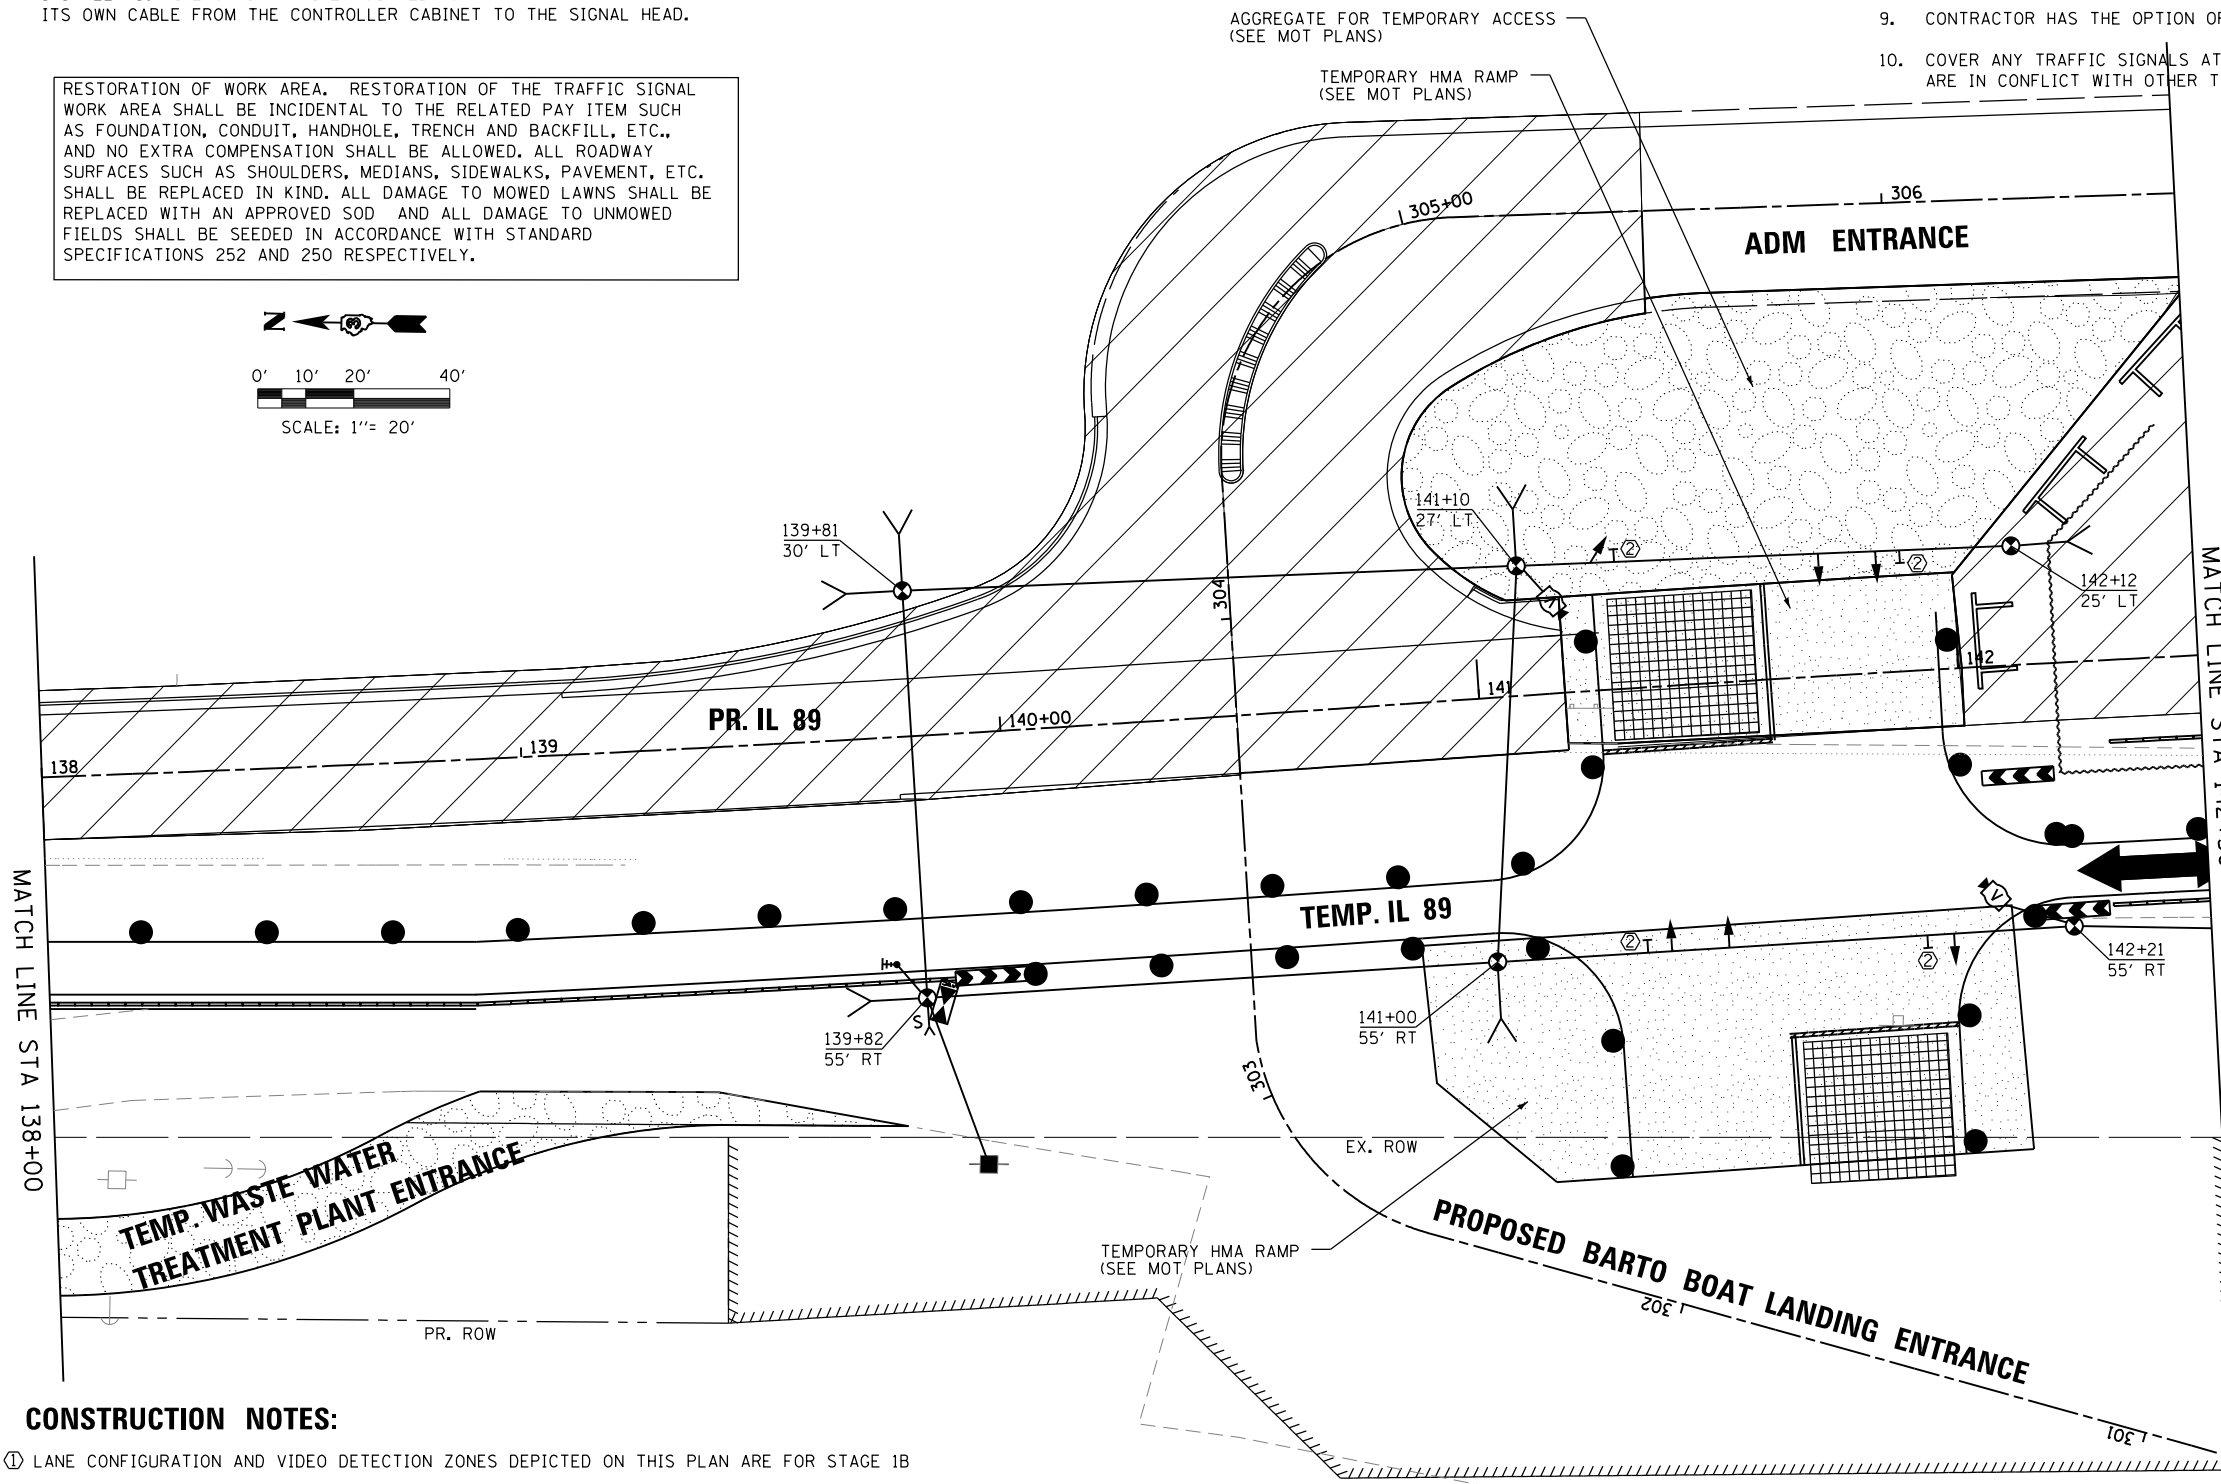 ITS OWN CABLE FROM THE CONTROLLER CABINET TO THE SIGNAL HEAD.
RESTORATION OF WORK AREA. RESTORATION OF THE TRAFFIC SIGNAL
WORK AREA SHALL BE INCIDENTAL TO THE RELATED PAY ITEM SUCH
AS FOUNDATION, CONDUIT, HANDHOLE, TRENCH AND BACKFILL, ETC.,
AND NO EXTRA COMPENSATION SHALL BE ALLOWED. ALL ROADWAY
SURFACES SUCH AS SHOULDERS, MEDIANS, SIDEWALKS, PAVEMENT, ETC.
SHALL BE REPLACED IN KIND. ALL DAMAGE TO MOWED LAWNS SHALL BE
REPLACED WITH AN APPROVED SOD AND ALL DAMAGE TO UNMOWED
FIELDS SHALL BE SEEDED IN ACCORDANCE WITH STANDARD
SPECIFICATIONS 252 AND 250 RESPECTIVELY.
AGGREGATE FOR TEMPORARY ACCESS
(SEE MOT PLANS)
TEMPORARY HMA RAMP
(SEE MOT PLANS)
9. CONTRACTOR HAS THE OPTION
10. COVER ANY TRAFFIC SIGNALS AT
ARE IN CONFLICT WITH OTHER
N
3
0' 10' 20' 40'
SCALE: 1''= 20'
305+00
306
ADM ENTRANCE
139+81
30' LT
141+10
27' LT
2
2
142+12
25' LT
304
V
138
139
PR. IL 89
140+00
141
142
TEMP. IL 89
2
2
V
142+21
55' RT
139+82
55' RT
S
141+00
55' RT
303
MATCH LINE STA 138+00
MATCH LINE STA
TEMP. WASTE WATER
TREATMENT PLANT ENTRANCE
EX. ROW
PR. ROW
TEMPORARY HMA RAMP
(SEE MOT PLANS)
PROPOSED BARTO BOAT LANDING ENTRANCE
302
301
CONSTRUCTION NOTES:
1 LANE CONFIGURATION AND VIDEO DETECTION ZONES DEPICTED ON THIS PLAN ARE FOR STAGE 1B